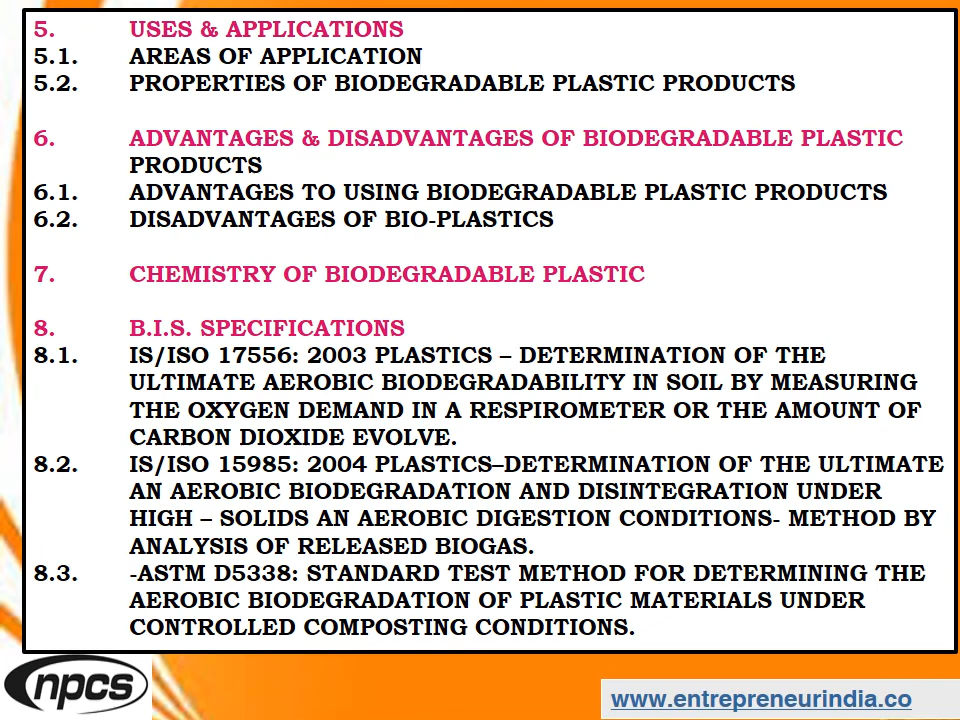 5. USES & APPLICATIONS
5.1. AREAS OF APPLICATION
5.2. PROPERTIES OF BIODEGRADABLE PLASTIC PRODUCTS
6. ADVANTAGES & DISADVANTAGES OF BIODEGRADABLE PLASTIC
PRODUCTS
6.1. ADVANTAGES TO USING BIODEGRADABLE PLASTIC PRODUCTS
6.2. DISADVANTAGES OF BIO-PLASTICS
7. CHEMISTRY OF BIODEGRADABLE PLASTIC
8. B.I.S. SPECIFICATIONS
8.1. IS/ISO 17556: 2003 PLASTICS – DETERMINATION OF THE
ULTIMATE AEROBIC BIODEGRADABILITY IN SOIL BY MEASURING
THE OXYGEN DEMAND IN A RESPIROMETER OR THE AMOUNT OF
CARBON DIOXIDE EVOLVE.
8.2. IS/ISO 15985: 2004 PLASTICS–DETERMINATION OF THE ULTIMATE
AN AEROBIC BIODEGRADATION AND DISINTEGRATION UNDER
HIGH – SOLIDS AN AEROBIC DIGESTION CONDITIONS- METHOD BY
ANALYSIS OF RELEASED BIOGAS.
8.3. -ASTM D5338: STANDARD TEST METHOD FOR DETERMINING THE
AEROBIC BIODEGRADATION OF PLASTIC MATERIALS UNDER
CONTROLLED COMPOSTING CONDITIONS.
npcs
www.entrepreneurindia.co